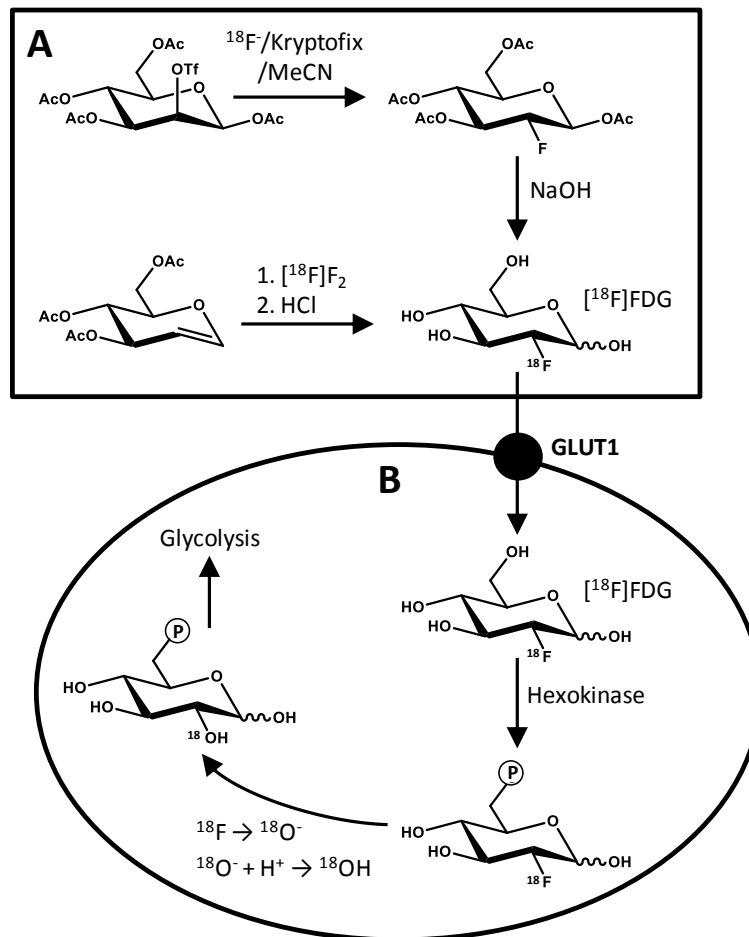 A
OAc
OTf
O
AcO
AcO
OAc
¹⁸F⁻/Kryptofix
/MeCN
OAc
O
AcO
AcO
OAc
F
NaOH
OAc
O
AcO
AcO
1. [¹⁸F]F₂
2. HCl
OH
O
HO
HO
OH
¹⁸F
[¹⁸F]FDG
GLUT1
B
Glycolysis
OH
O
HO
HO
OH
¹⁸F
[¹⁸F]FDG
P
O
HO
HO
OH
¹⁸OH
Hexokinase
P
O
HO
HO
OH
¹⁸F
¹⁸F → ¹⁸O⁻
¹⁸O⁻ + H⁺ → ¹⁸OH